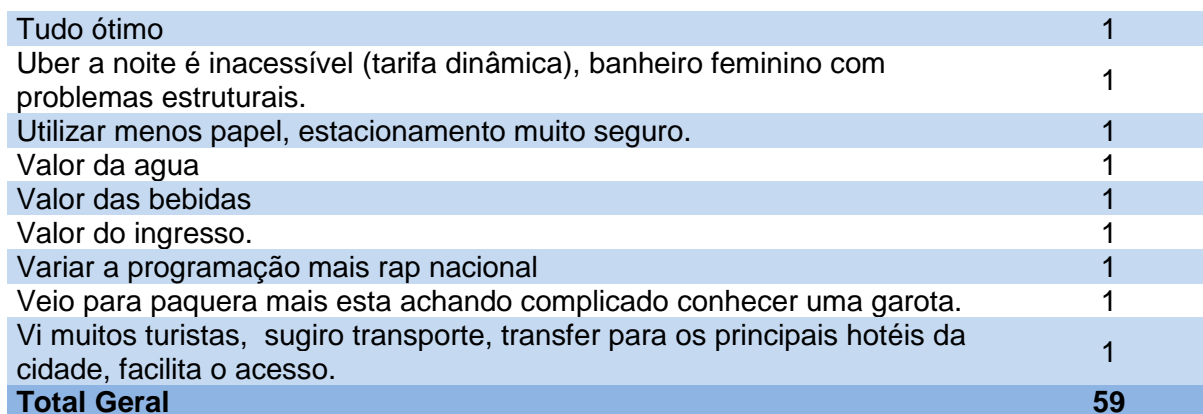 Tudo ótimo 1
Uber a noite é inacessível (tarifa dinâmica), banheiro feminino com
problemas estruturais. 1
Utilizar menos papel, estacionamento muito seguro. 1
Valor da agua 1
Valor das bebidas 1
Valor do ingresso. 1
Variar a programação mais rap nacional 1
Veio para paquera mais esta achando complicado conhecer uma garota. 1
Vi muitos turistas,  sugiro transporte, transfer para os principais hotéis da
cidade, facilita o acesso. 1
Total Geral 59